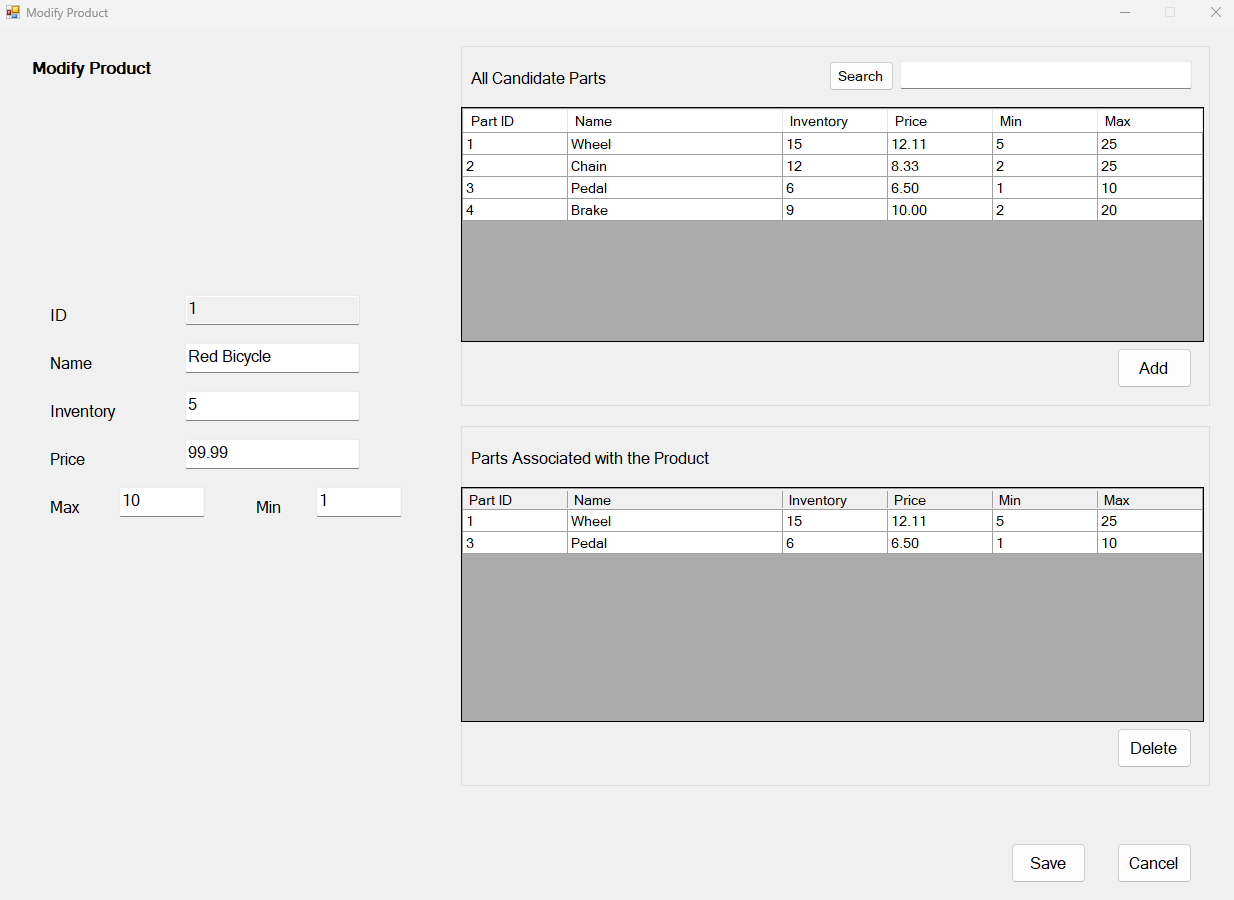 Modify Product
Modify Product
ID 1
Name Red Bicycle
Inventory 5
Price 99.99
Max 10 Min 1
All Candidate Parts Search
Part ID Name Inventory Price Min Max
1 Wheel 15 12.11 5 25
2 Chain 12 8.33 2 25
3 Pedal 6 6.50 1 10
4 Brake 9 10.00 2 20
Add
Parts Associated with the Product
Part ID Name Inventory Price Min Max
1 Wheel 15 12.11 5 25
3 Pedal 6 6.50 1 10
Delete
Save Cancel